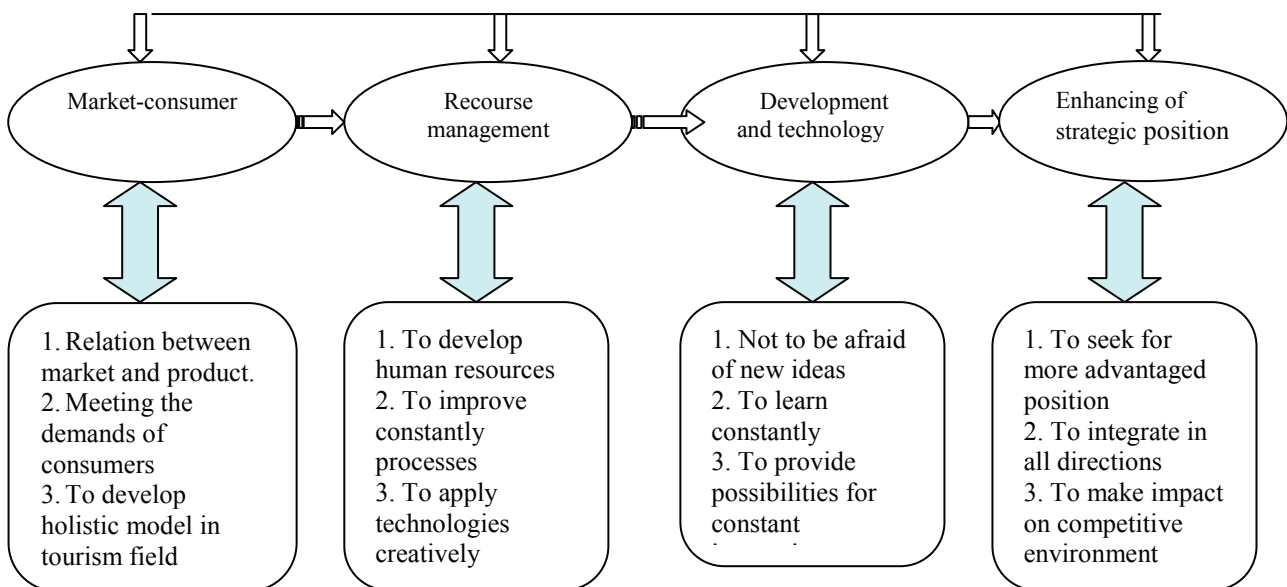 Market-consumer
Recourse
management
Development
and technology
Enhancing of
strategic position
1. Relation between
market and product.
2. Meeting the
demands of
consumers
3. To develop
holistic model in
tourism field
1. To develop
human resources
2. To improve
constantly
processes
3. To apply
technologies
creatively
1. Not to be afraid
of new ideas
2. To learn
constantly
3. To provide
possibilities for
constant
1. To seek for
more advantaged
position
2. To integrate in
all directions
3. To make impact
on competitive
environment